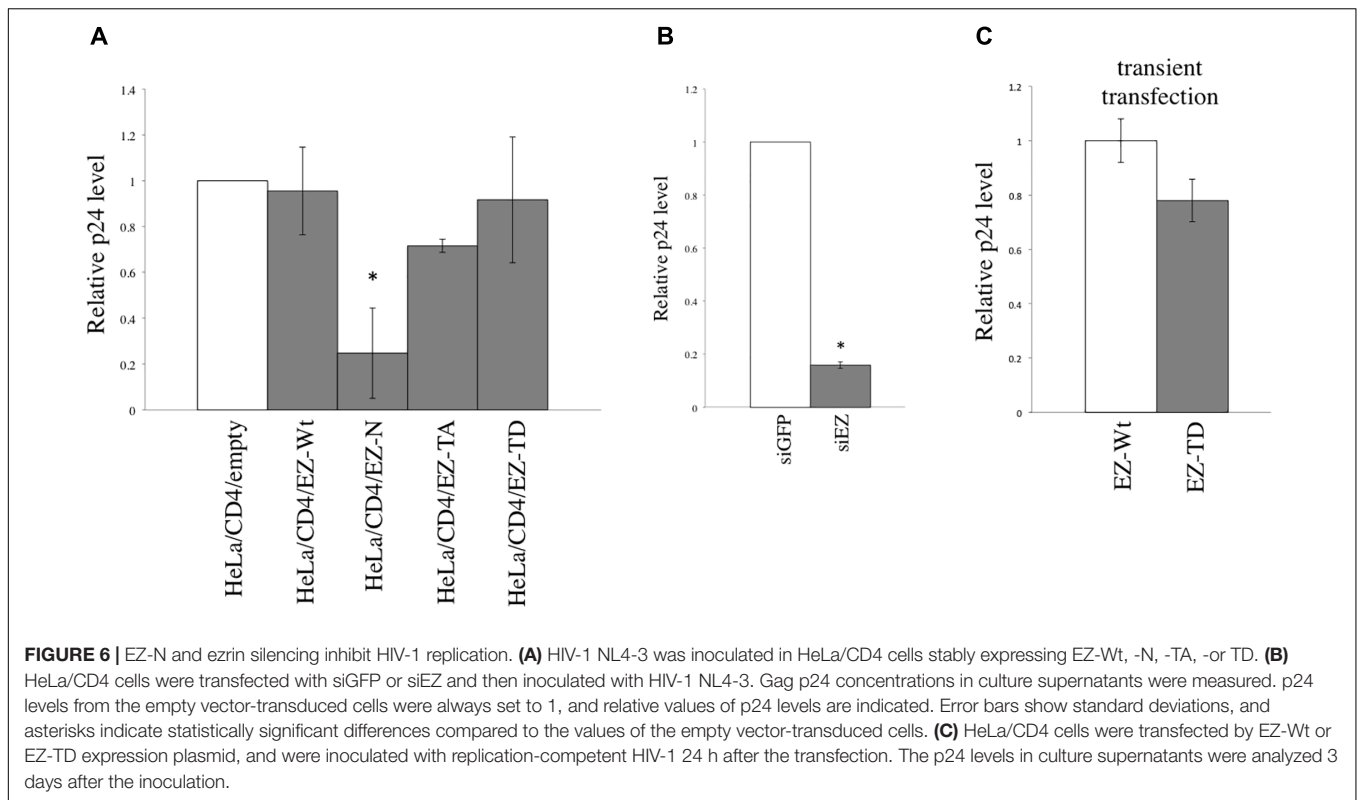 A
1.4
1.2
1
0.8
0.6
0.4
0.2
0
Relative p24 level
*
HeLa/CD4/empty
HeLa/CD4/EZ-Wt
HeLa/CD4/EZ-N
HeLa/CD4/EZ-TA
HeLa/CD4/EZ-TD
B
1.2
1
0.8
0.6
0.4
0.2
0
Relative p24 level
*
siGFP
siEZ
C
transient
transfection
1.2
1
0.8
0.6
0.4
0.2
0
Relative p24 level
EZ-Wt
EZ-TD
FIGURE 6 | EZ-N and ezrin silencing inhibit HIV-1 replication. (A) HIV-1 NL4-3 was inoculated in HeLa/CD4 cells stably expressing EZ-Wt, -N, -TA, -or TD. (B)
HeLa/CD4 cells were transfected with siGFP or siEZ and then inoculated with HIV-1 NL4-3. Gag p24 concentrations in culture supernatants were measured. p24
levels from the empty vector-transduced cells were always set to 1, and relative values of p24 levels are indicated. Error bars show standard deviations, and
asterisks indicate statistically significant differences compared to the values of the empty vector-transduced cells. (C) HeLa/CD4 cells were transfected by EZ-Wt or
EZ-TD expression plasmid, and were inoculated with replication-competent HIV-1 24 h after the transfection. The p24 levels in culture supernatants were analyzed 3
days after the inoculation.